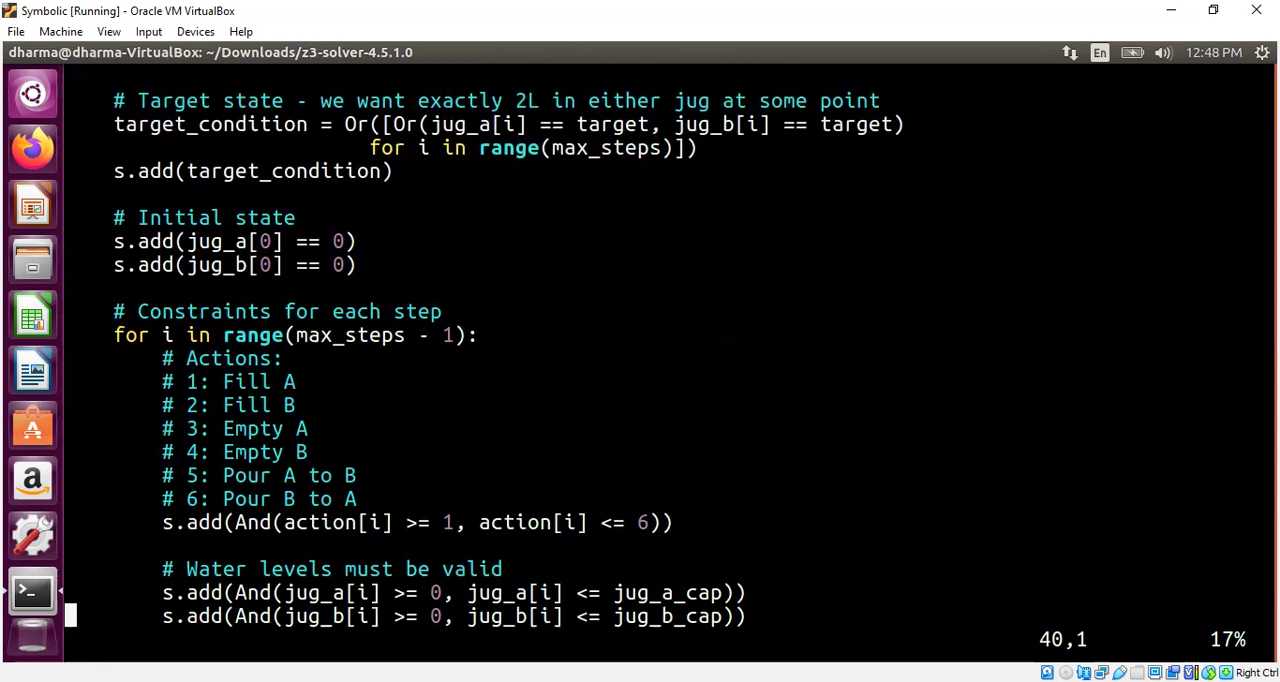 Symbolic [Running] - Oracle VM VirtualBox
File Machine View Input Devices Help
dharma@dharma-VirtualBox: ~/Downloads/z3-solver-4.5.1.0 En 12:48 PM
# Target state - we want exactly 2L in either jug at some point
target_condition = Or([Or(jug_a[i] == target, jug_b[i] == target)
for i in range(max_steps)])
s.add(target_condition)
# Initial state
s.add(jug_a[0] == 0)
s.add(jug_b[0] == 0)
# Constraints for each step
for i in range(max_steps - 1):
# Actions:
# 1: Fill A
# 2: Fill B
# 3: Empty A
# 4: Empty B
# 5: Pour A to B
# 6: Pour B to A
s.add(And(action[i] >= 1, action[i] <= 6))
# Water levels must be valid
s.add(And(jug_a[i] >= 0, jug_a[i] <= jug_a_cap))
s.add(And(jug_b[i] >= 0, jug_b[i] <= jug_b_cap))
40,1 17%
Right Ctrl